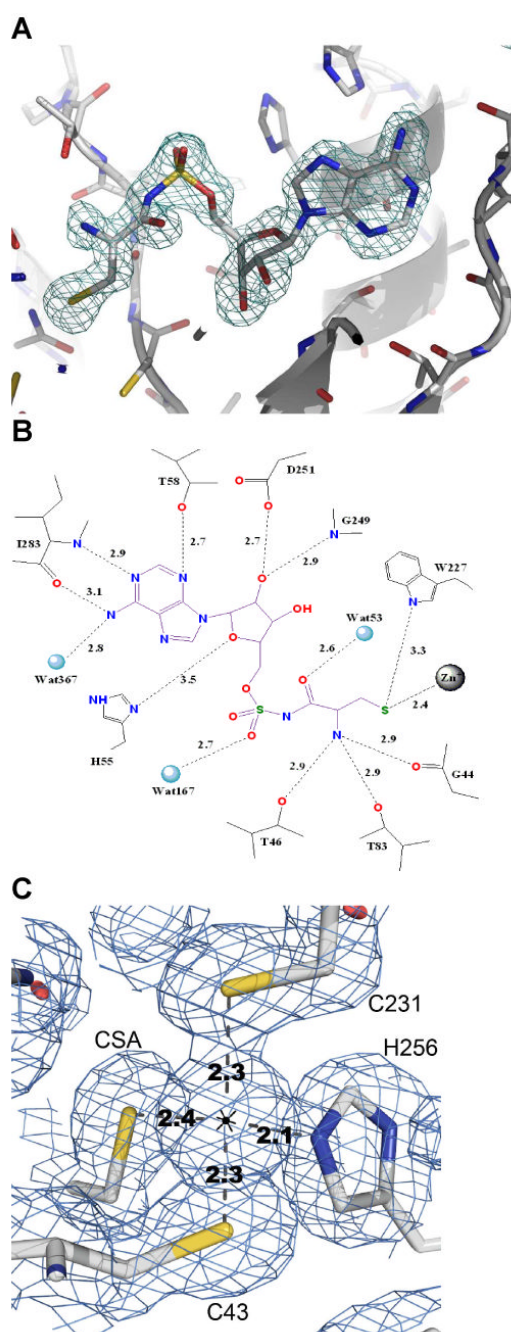 A
B
T58
D251
I283
G249
2.9
2.7
2.7
2.9
W227
3.1
N
N
N
N
N
N
N
N
N
O
O
O
O
O
OH
Wat53
2.8
2.6
3.3
Wat367
3.5
Zn
2.4
NH
N
H55
O
O
S
O
N
O
S
N
2.7
2.9
2.9
2.9
O
G44
Wat167
O
O
T46
T83
C
C231
CSA
H256
2.3
2.4
2.1
2.3
C43